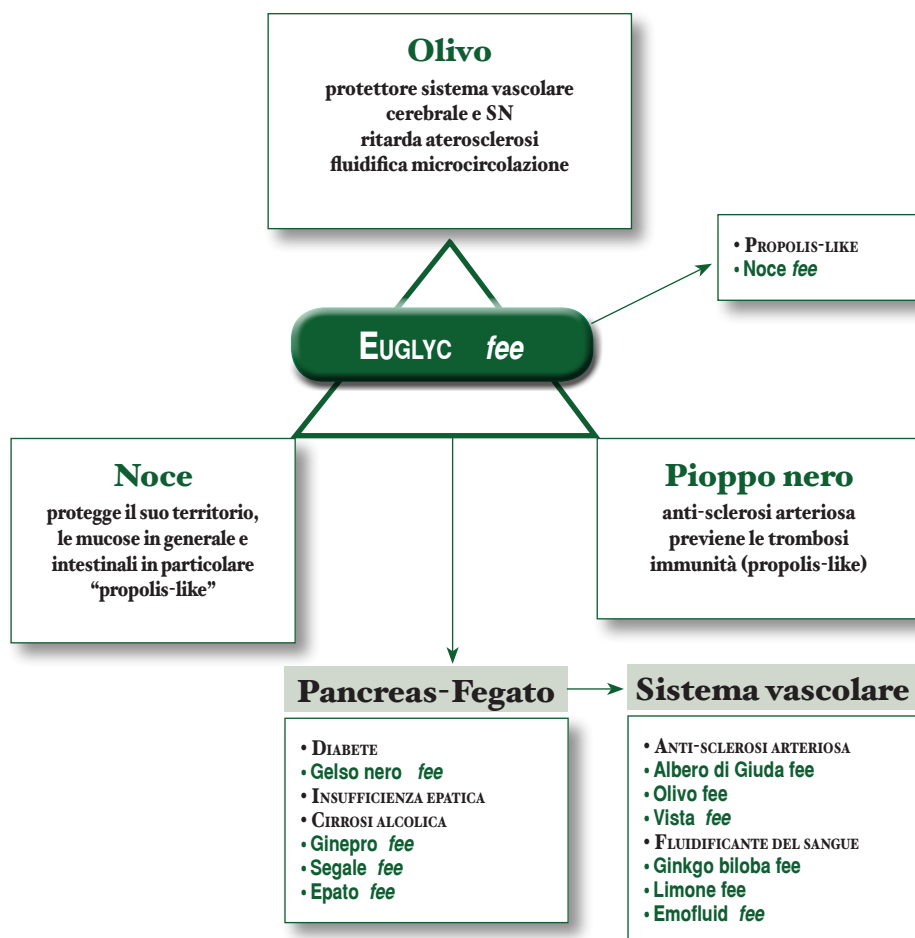 Olivo
protettore sistema vascolare
cerebrale e SN
ritarda aterosclerosi
fluidifica microcircolazione
• Propolis-like
• Noce fee
Euglyc fee
Noce
protegge il suo territorio,
le mucose in generale e
intestinali in particolare
“propolis-like”
Pioppo nero
anti-sclerosi arteriosa
previene le trombosi
immunità (propolis-like)
Pancreas-Fegato
• Diabete
• Gelso nero fee
• Insufficienza epatica
• Cirrosi alcolica
• Ginepro fee
• Segale fee
• Epato fee
Sistema vascolare
• Anti-sclerosi arteriosa
• Albero di Giuda fee
• Olivo fee
• Vista fee
• Fluidificante del sangue
• Ginkgo biloba fee
• Limone fee
• Emofluid fee